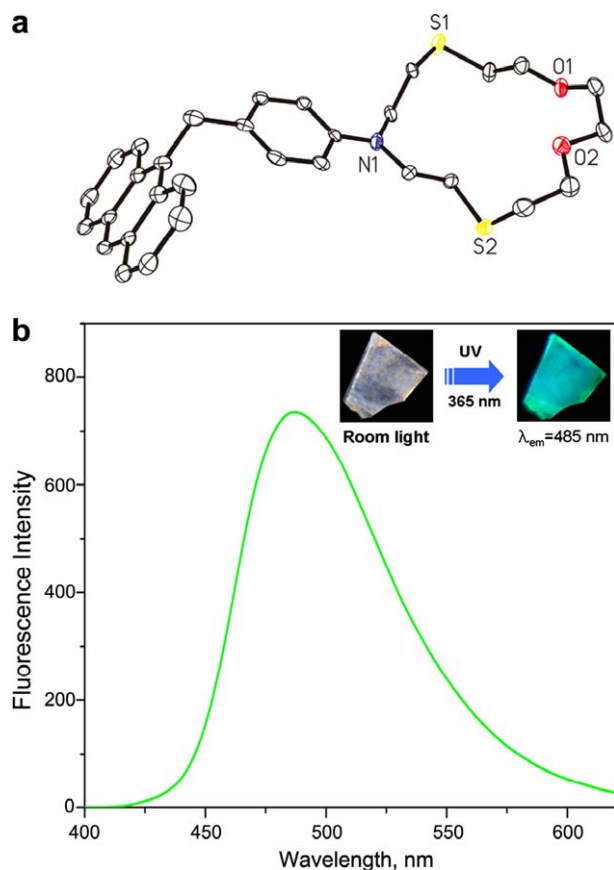 a
S1
O1
O2
N1
S2
b
800
600
400
200
0
Fluorescence Intensity
UV
365 nm
Room light
λem=485 nm
400 450 500 550 600
Wavelength, nm